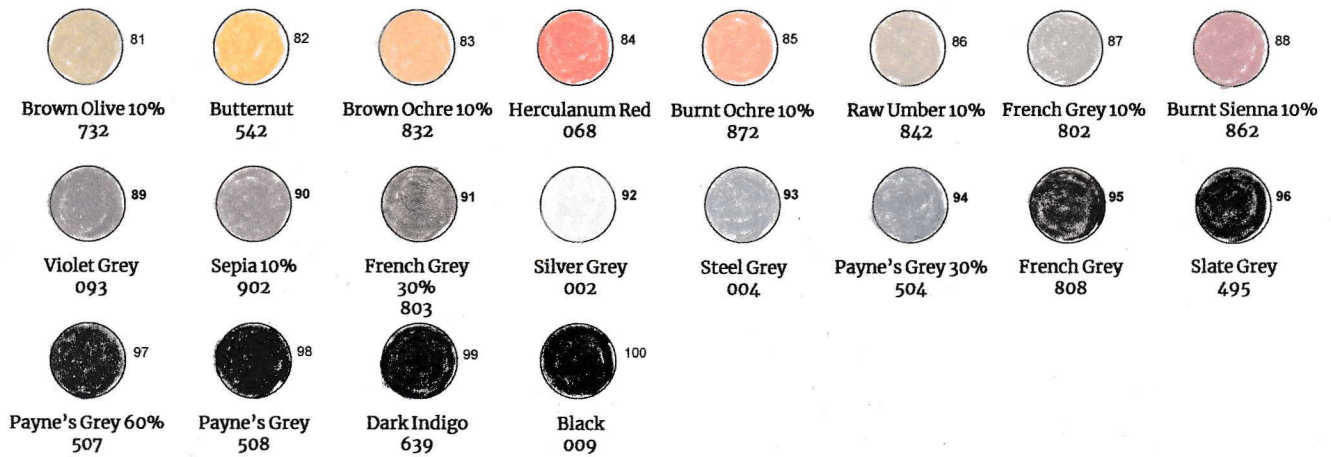 81 82 83 84 85 86 87 88
Brown Olive 10% Butternut Brown Ochre 10% Herculanum Red Burnt Ochre 10% Raw Umber 10% French Grey 10% Burnt Sienna 10%
732 542 832 068 872 842 802 862
89 90 91 92 93 94 95 96
Violet Grey Sepia 10% French Grey Silver Grey Steel Grey Payne's Grey 30% French Grey Slate Grey
093 902 30% 002 004 504 808 495
803
97 98 99 100
Payne's Grey 60% Payne's Grey Dark Indigo Black
507 508 639 009